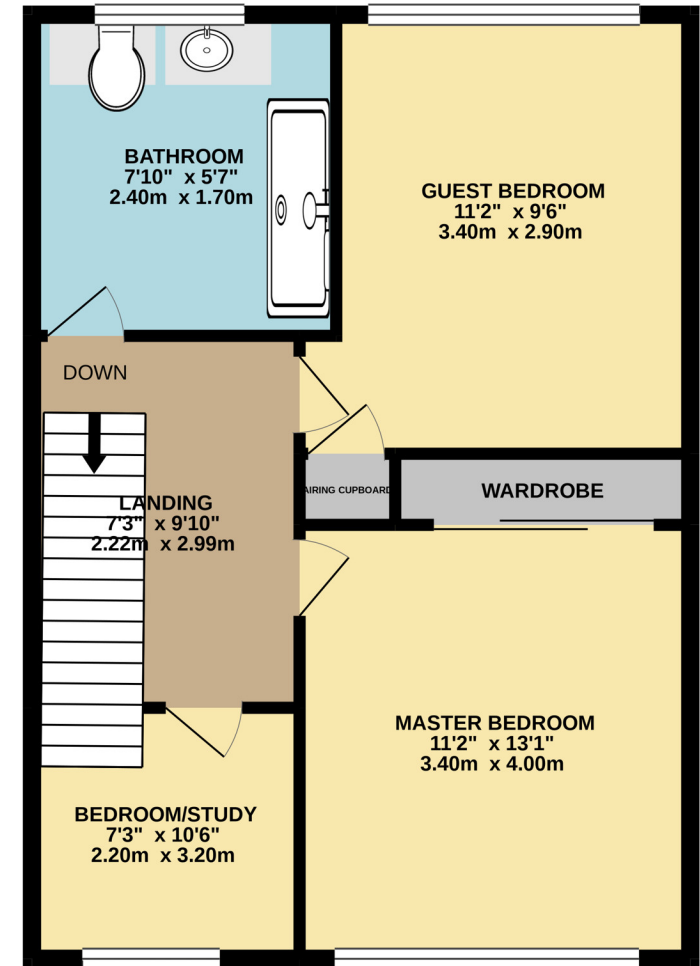 BATHROOM
7'10" x 5'7"
2.40m x 1.70m
GUEST BEDROOM
11'2" x 9'6"
3.40m x 2.90m
DOWN
AIRING CUPBOARD
WARDROBE
LANDING
7'3" x 9'10"
2.22m x 2.99m
MASTER BEDROOM
11'2" x 13'1"
3.40m x 4.00m
BEDROOM/STUDY
7'3" x 10'6"
2.20m x 3.20m